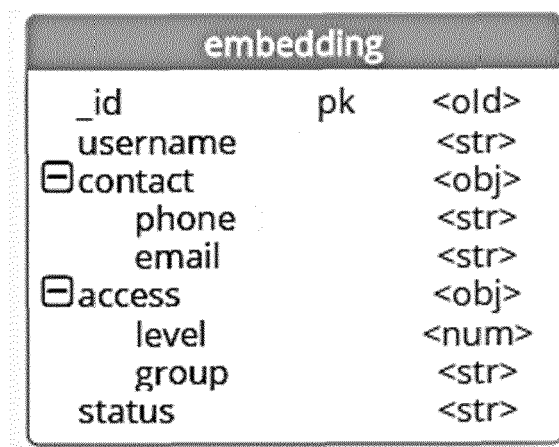 embedding
_id pk <oId>
username <str>
contact <obj>
phone <str>
email <str>
access <obj>
level <num>
group <str>
status <str>